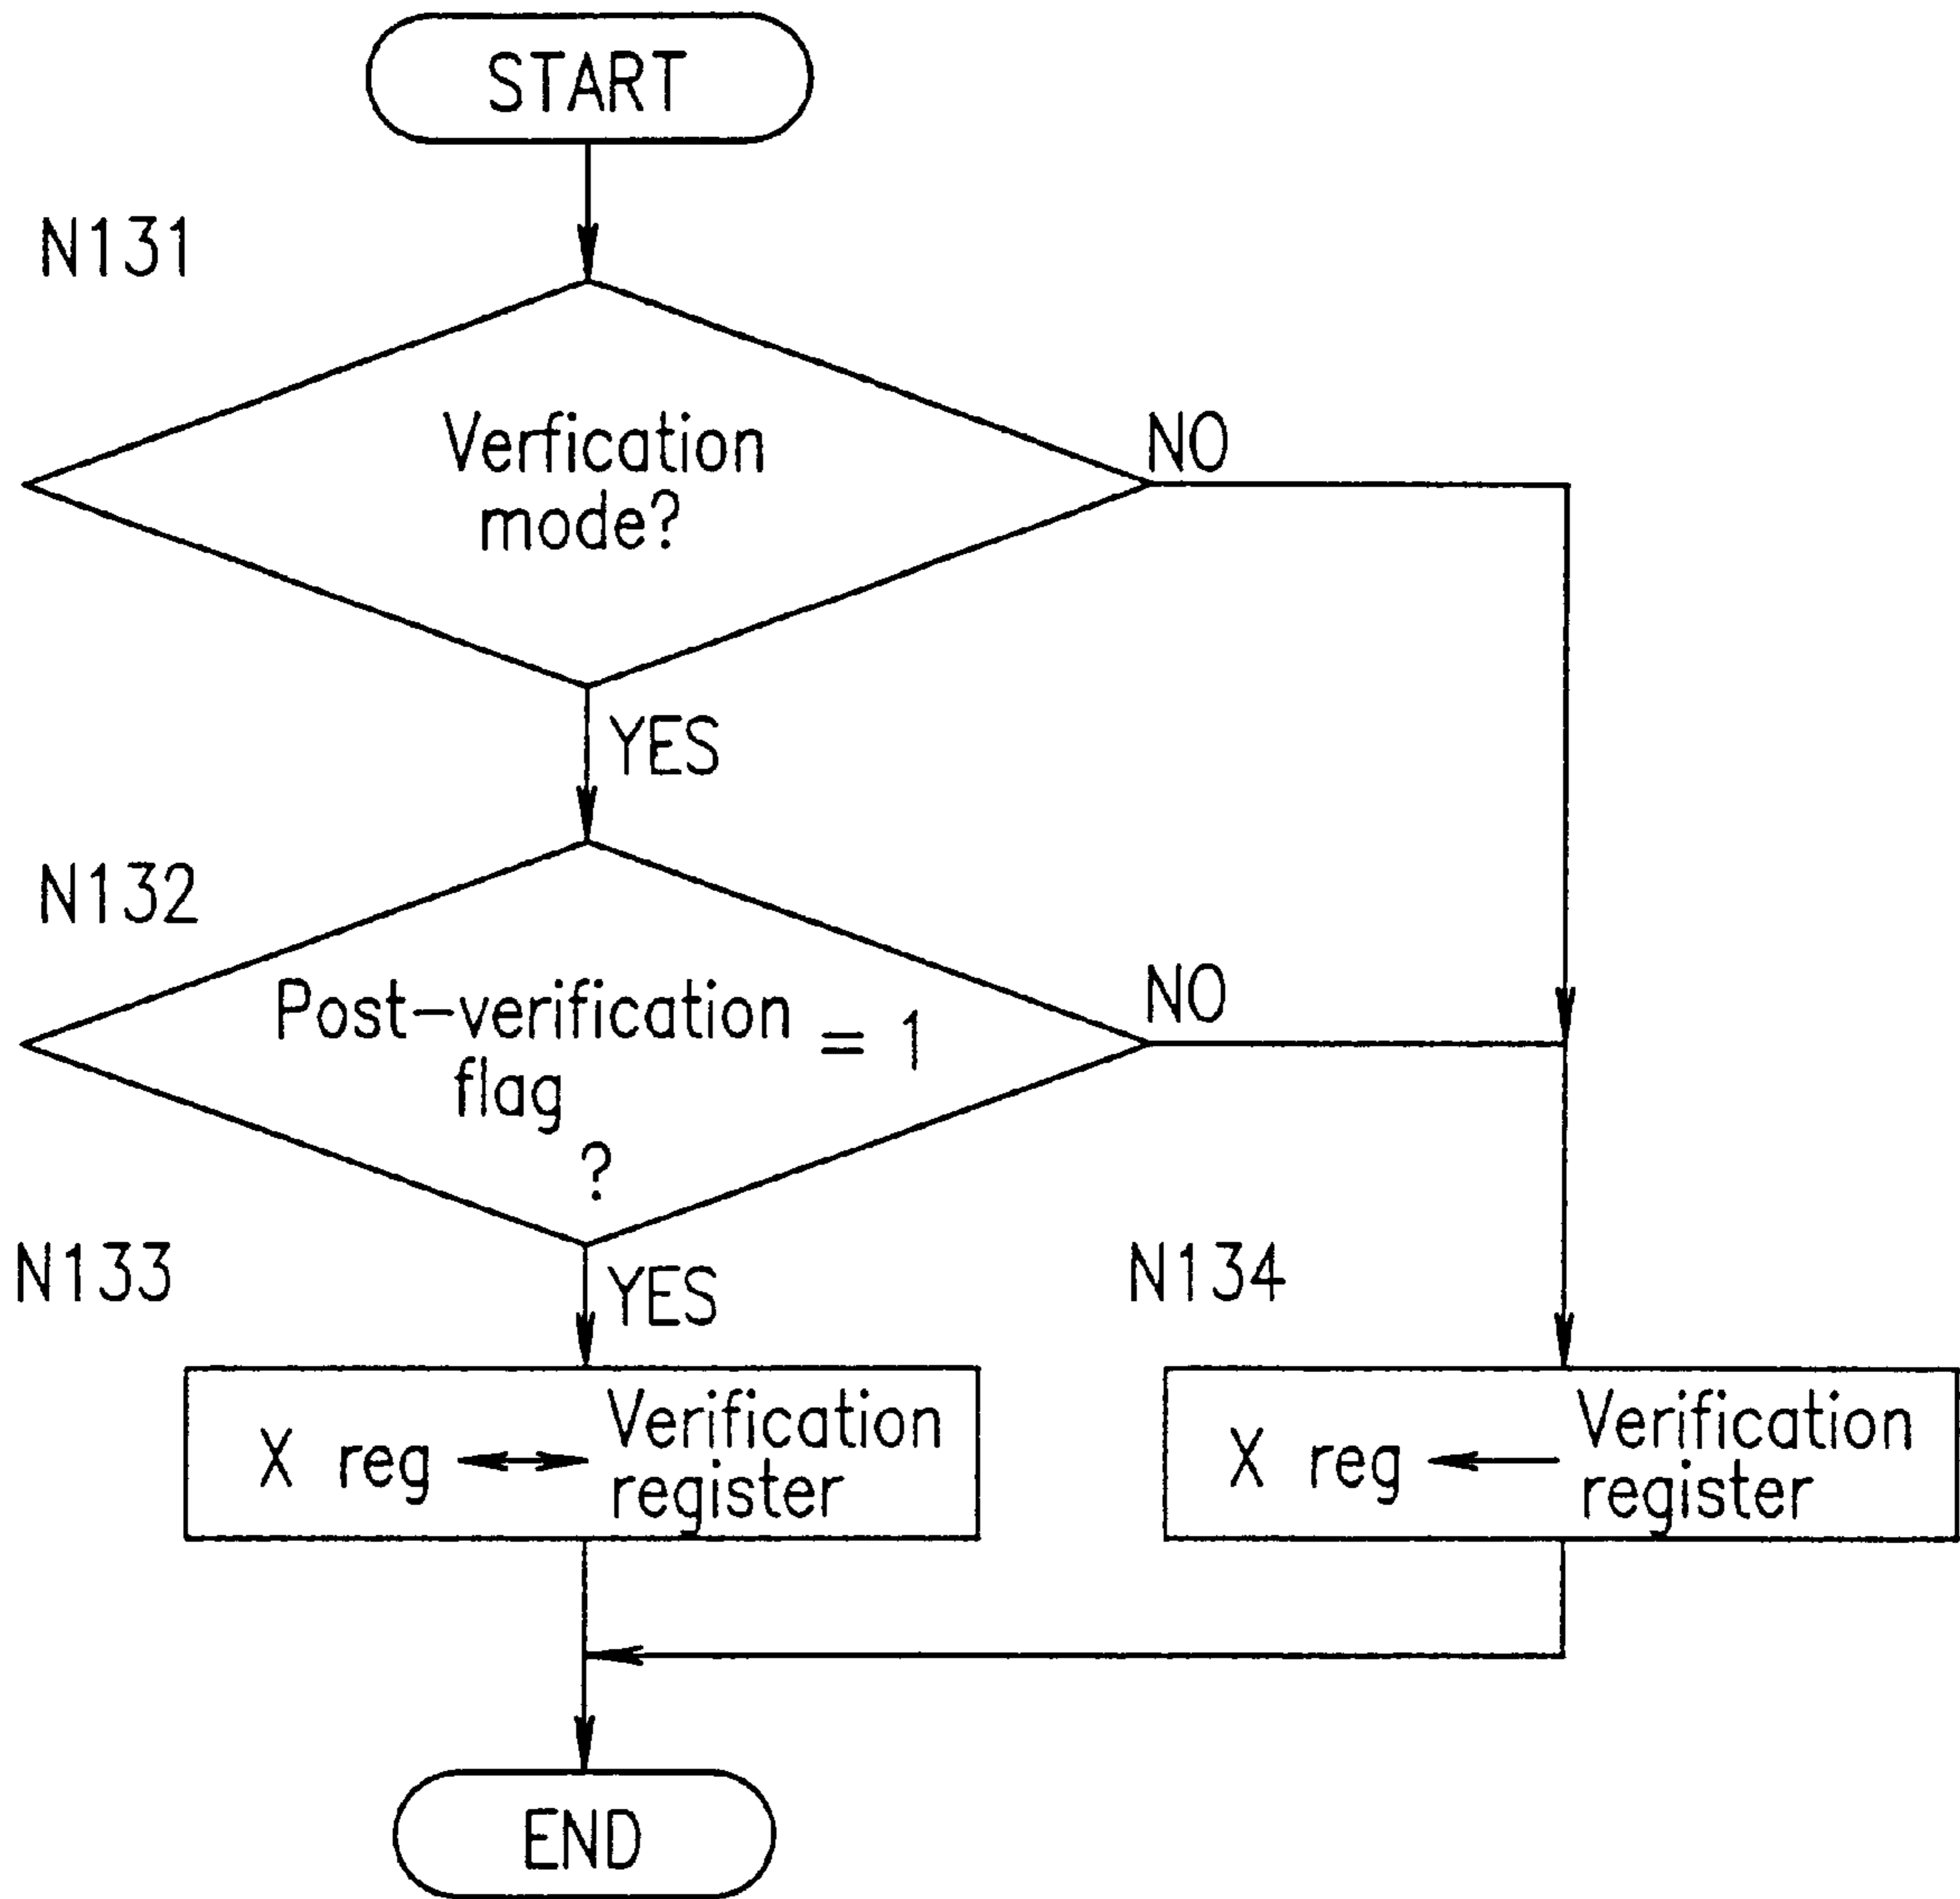 START
N131
Verfication
mode?
NO
YES
N132
Post-verification = 1
flag
?
NO
N133
YES
N134
X reg ↔ Verification
register
X reg ← Verification
register
END